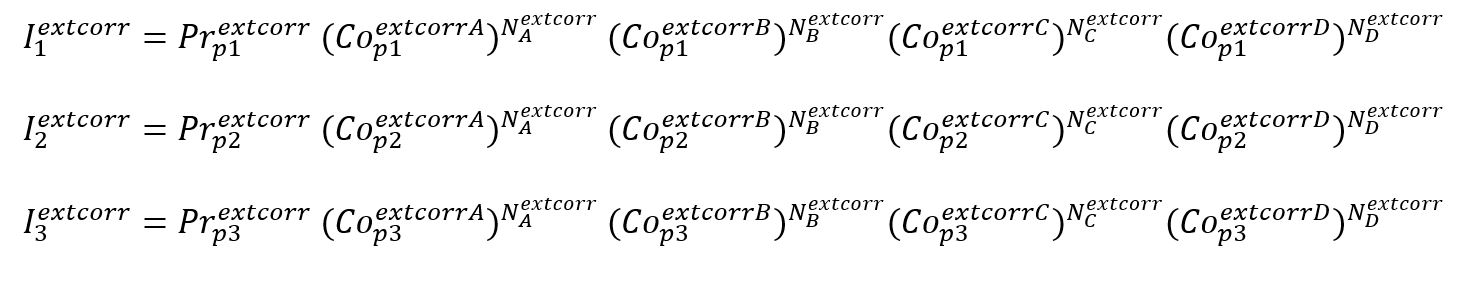 I_1^{extcorr} = Pr_{p1}^{extcorr} (Co_{p1}^{extcorrA})^{N_A^{extcorr}} (Co_{p1}^{extcorrB})^{N_B^{extcorr}} (Co_{p1}^{extcorrC})^{N_C^{extcorr}} (Co_{p1}^{extcorrD})^{N_D^{extcorr}}
I_2^{extcorr} = Pr_{p2}^{extcorr} (Co_{p2}^{extcorrA})^{N_A^{extcorr}} (Co_{p2}^{extcorrB})^{N_B^{extcorr}} (Co_{p2}^{extcorrC})^{N_C^{extcorr}} (Co_{p2}^{extcorrD})^{N_D^{extcorr}}
I_3^{extcorr} = Pr_{p3}^{extcorr} (Co_{p3}^{extcorrA})^{N_A^{extcorr}} (Co_{p3}^{extcorrB})^{N_B^{extcorr}} (Co_{p3}^{extcorrC})^{N_C^{extcorr}} (Co_{p3}^{extcorrD})^{N_D^{extcorr}}